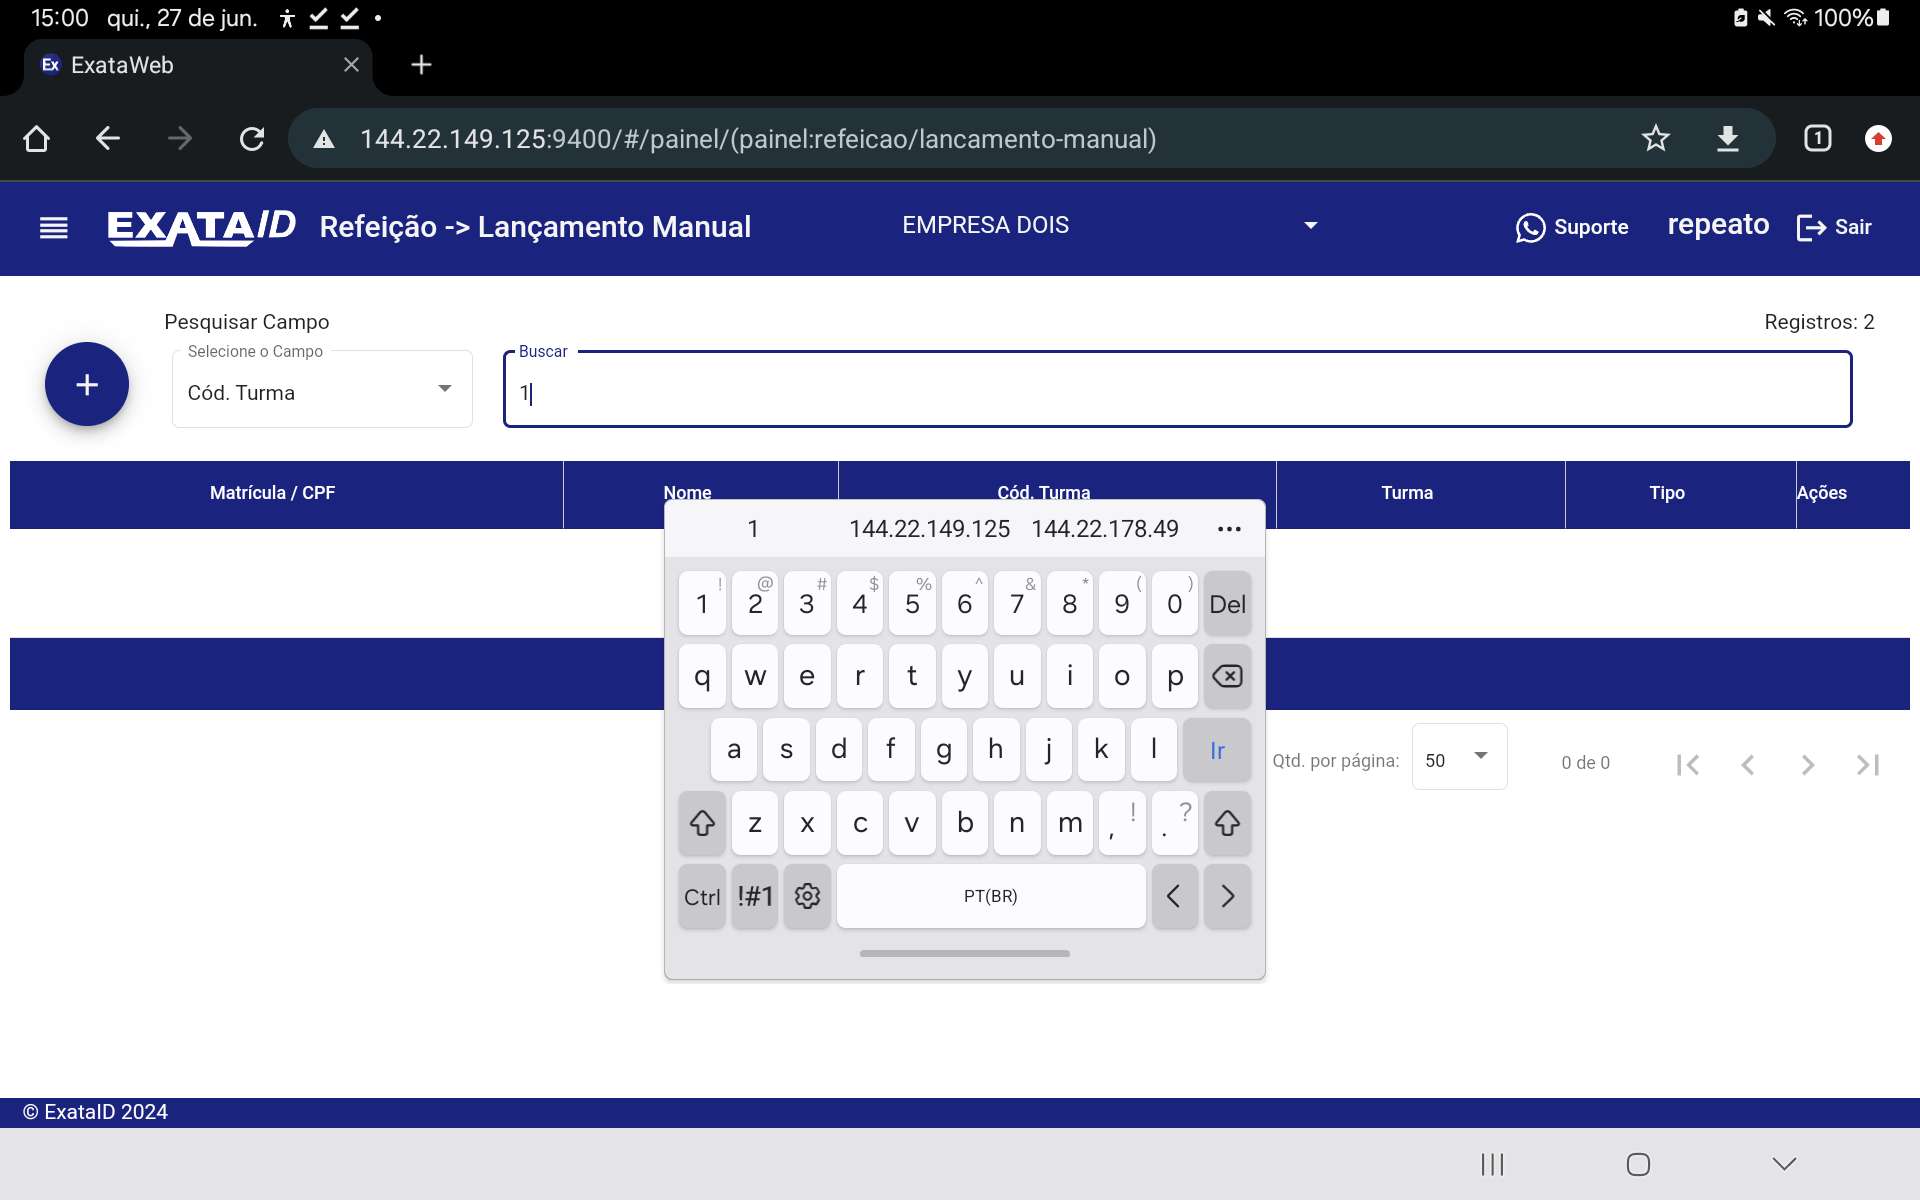 15:00 qui., 27 de jun. 100%
Ex ExataWeb
144.22.149.125:9400/#/painel/(painel:refeicao/lancamento-manual) 1
EXATAID Refeição -> Lançamento Manual EMPRESA DOIS Suporte repeato Sair
Pesquisar Campo Registros: 2
Selecione o Campo Buscar
+ Cód. Turma 1
Matrícula / CPF Nome Cód. Turma Turma Tipo Ações
1 144.22.149.125 144.22.178.49 •••
! @ # $ % ^ & * ( )
1 2 3 4 5 6 7 8 9 0 Del
q w e r t y u i o p
a s d f g h j k l Ir
Qtd. por página: 50 0 de 0
z x c v b n m , ! . ?
Ctrl !#1 PT(BR) < >
© ExataID 2024